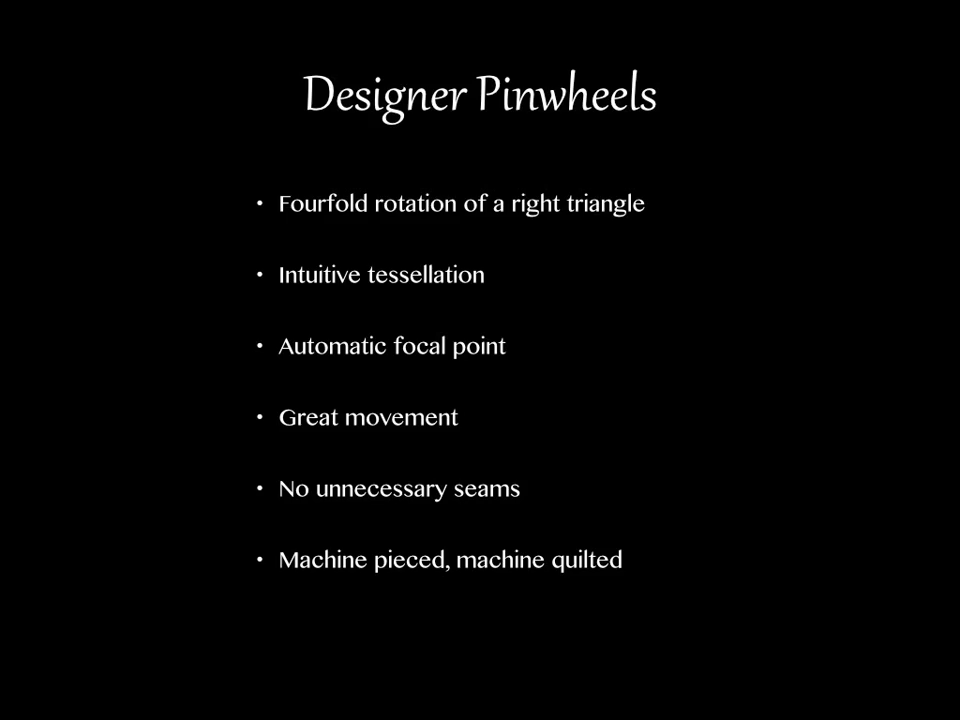 Designer Pinwheels
• Fourfold rotation of a right triangle
• Intuitive tessellation
• Automatic focal point
• Great movement
• No unnecessary seams
• Machine pieced, machine quilted